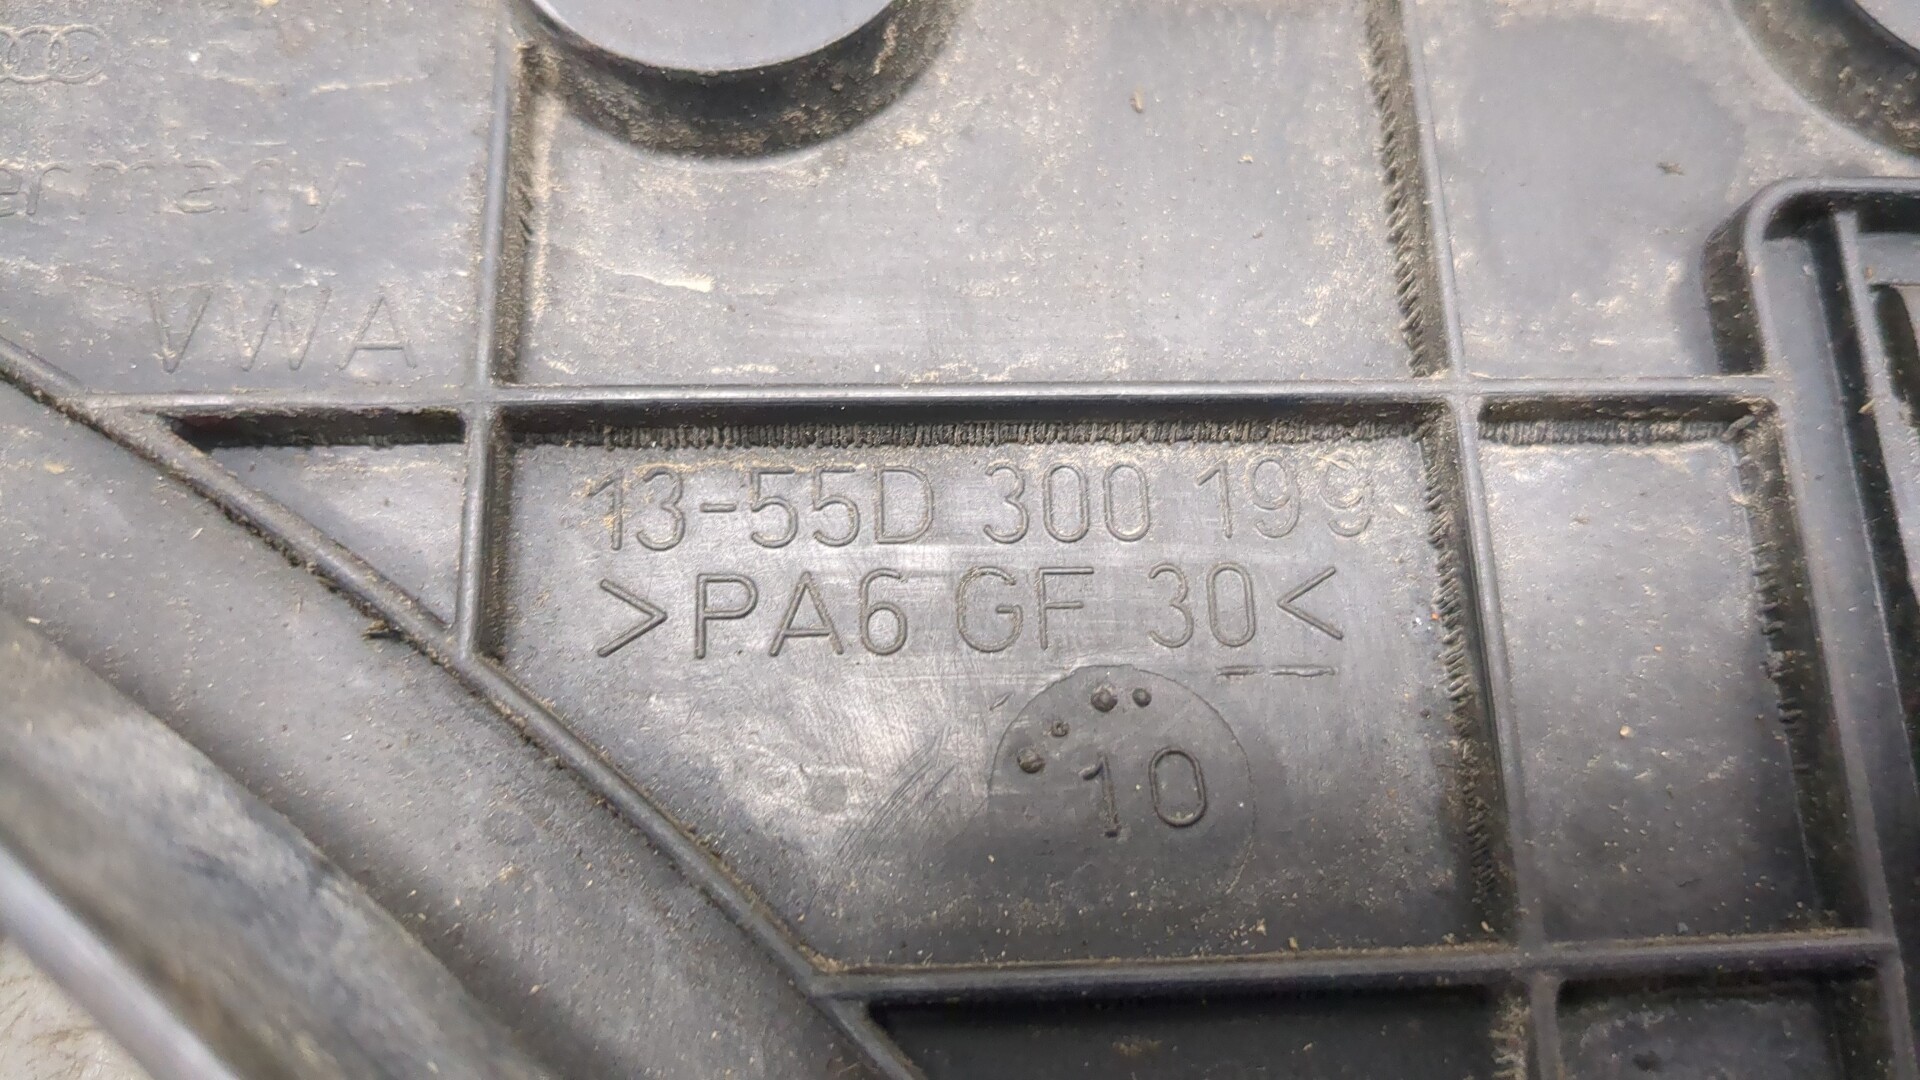 ermany
VWA
13-55D 300 199
>PA6 GF 30<
10